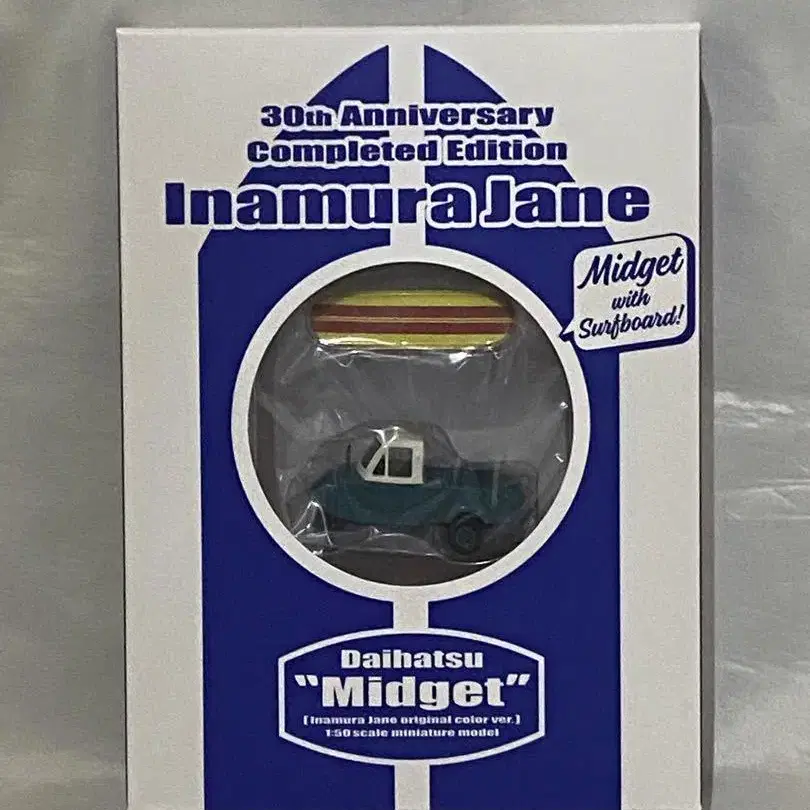 30th Anniversary
Completed Edition
Inamura Jane
Midget
with
Surfboard!
Daihatsu
"Midget"
(Inamura Jane original color ver.)
1:50 scale miniature model